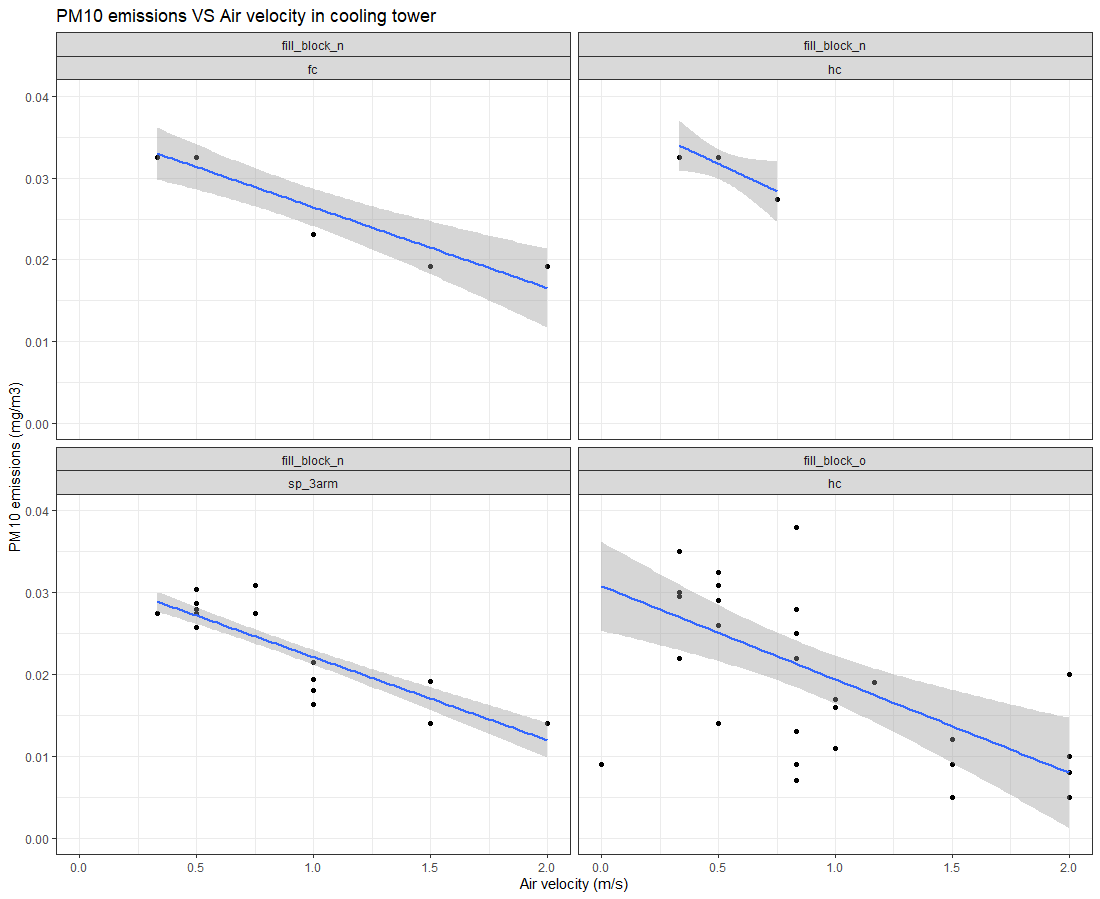 PM10 emissions VS Air velocity in cooling tower
fill_block_n
fc
fill_block_n
hc
0.04
0.03
0.02
0.01
0.00
fill_block_n
sp_3arm
fill_block_o
hc
0.04
0.03
0.02
0.01
0.00
PM10 emissions (mg/m3)
0.0 0.5 1.0 1.5 2.0
0.0 0.5 1.0 1.5 2.0
Air velocity (m/s)